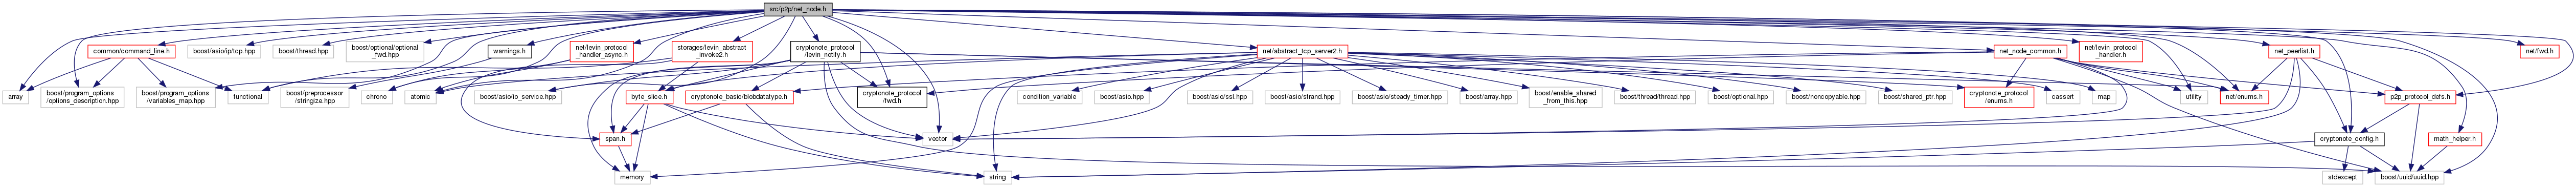 src/p2p/net_node.h
common/command_line.h
boost/asio/ip/tcp.hpp
boost/thread.hpp
boost/optional/optional
_fwd.hpp
warnings.h
net/levin_protocol
_handler_async.h
storages/levin_abstract
_invoke2.h
cryptonote_protocol
/levin_notify.h
net/abstract_tcp_server2.h
net_node_common.h
net/levin_protocol
_handler.h
net_peerlist.h
net/fwd.h
array
boost/program_options
/options_description.hpp
boost/program_options
/variables_map.hpp
functional
boost/preprocessor
/stringize.hpp
chrono
atomic
boost/asio/io_service.hpp
byte_slice.h
cryptonote_basic/blobdatatype.h
cryptonote_protocol
/fwd.h
condition_variable
boost/asio.hpp
boost/asio/ssl.hpp
boost/asio/strand.hpp
boost/asio/steady_timer.hpp
boost/array.hpp
boost/enable_shared
_from_this.hpp
boost/thread/thread.hpp
boost/optional.hpp
boost/noncopyable.hpp
boost/shared_ptr.hpp
cryptonote_protocol
/enums.h
cassert
map
utility
net/enums.h
p2p_protocol_defs.h
span.h
vector
cryptonote_config.h
math_helper.h
memory
string
stdexcept
boost/uuid/uuid.hpp